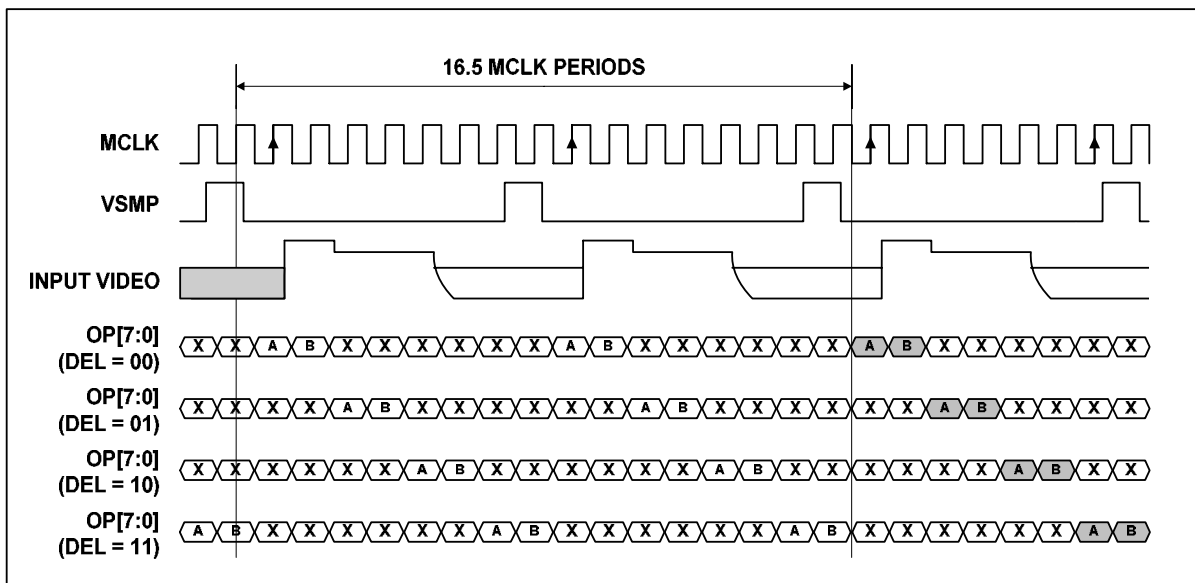 16.5 MCLK PERIODS
MCLK
VSMP
INPUT VIDEO
OP[7:0]
(DEL = 00)
X X A B X X X X X X A B X X X X X X A B X X X X X X
OP[7:0]
(DEL = 01)
X X X X A B X X X X X X A B X X X X X X A B X X X X
OP[7:0]
(DEL = 10)
X X X X X X A B X X X X X X A B X X X X X X A B X X
OP[7:0]
(DEL = 11)
A B X X X X X X A B X X X X X X A B X X X X X X A B